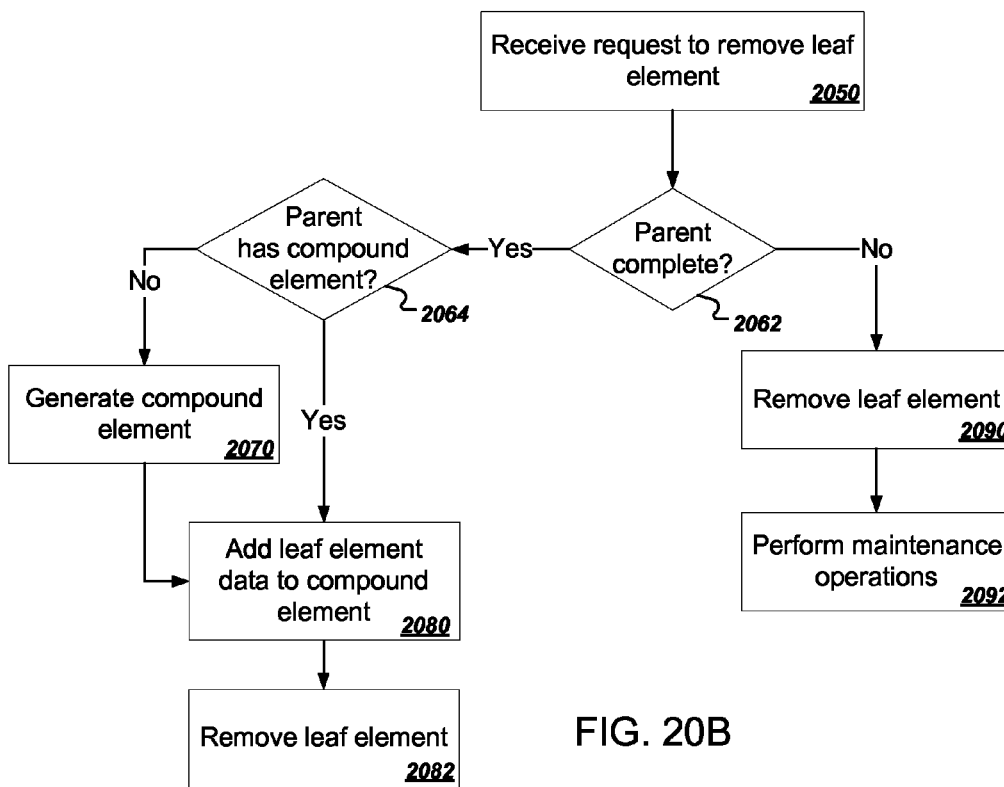 Receive request to remove leaf
element
2050
Parent
complete?
2062
Yes
No
Parent
has compound
element?
2064
No
Yes
Generate compound
element
2070
Remove leaf element
2090
Add leaf element
data to compound
element
2080
Perform maintenance
operations
2092
Remove leaf element
2082
FIG. 20B